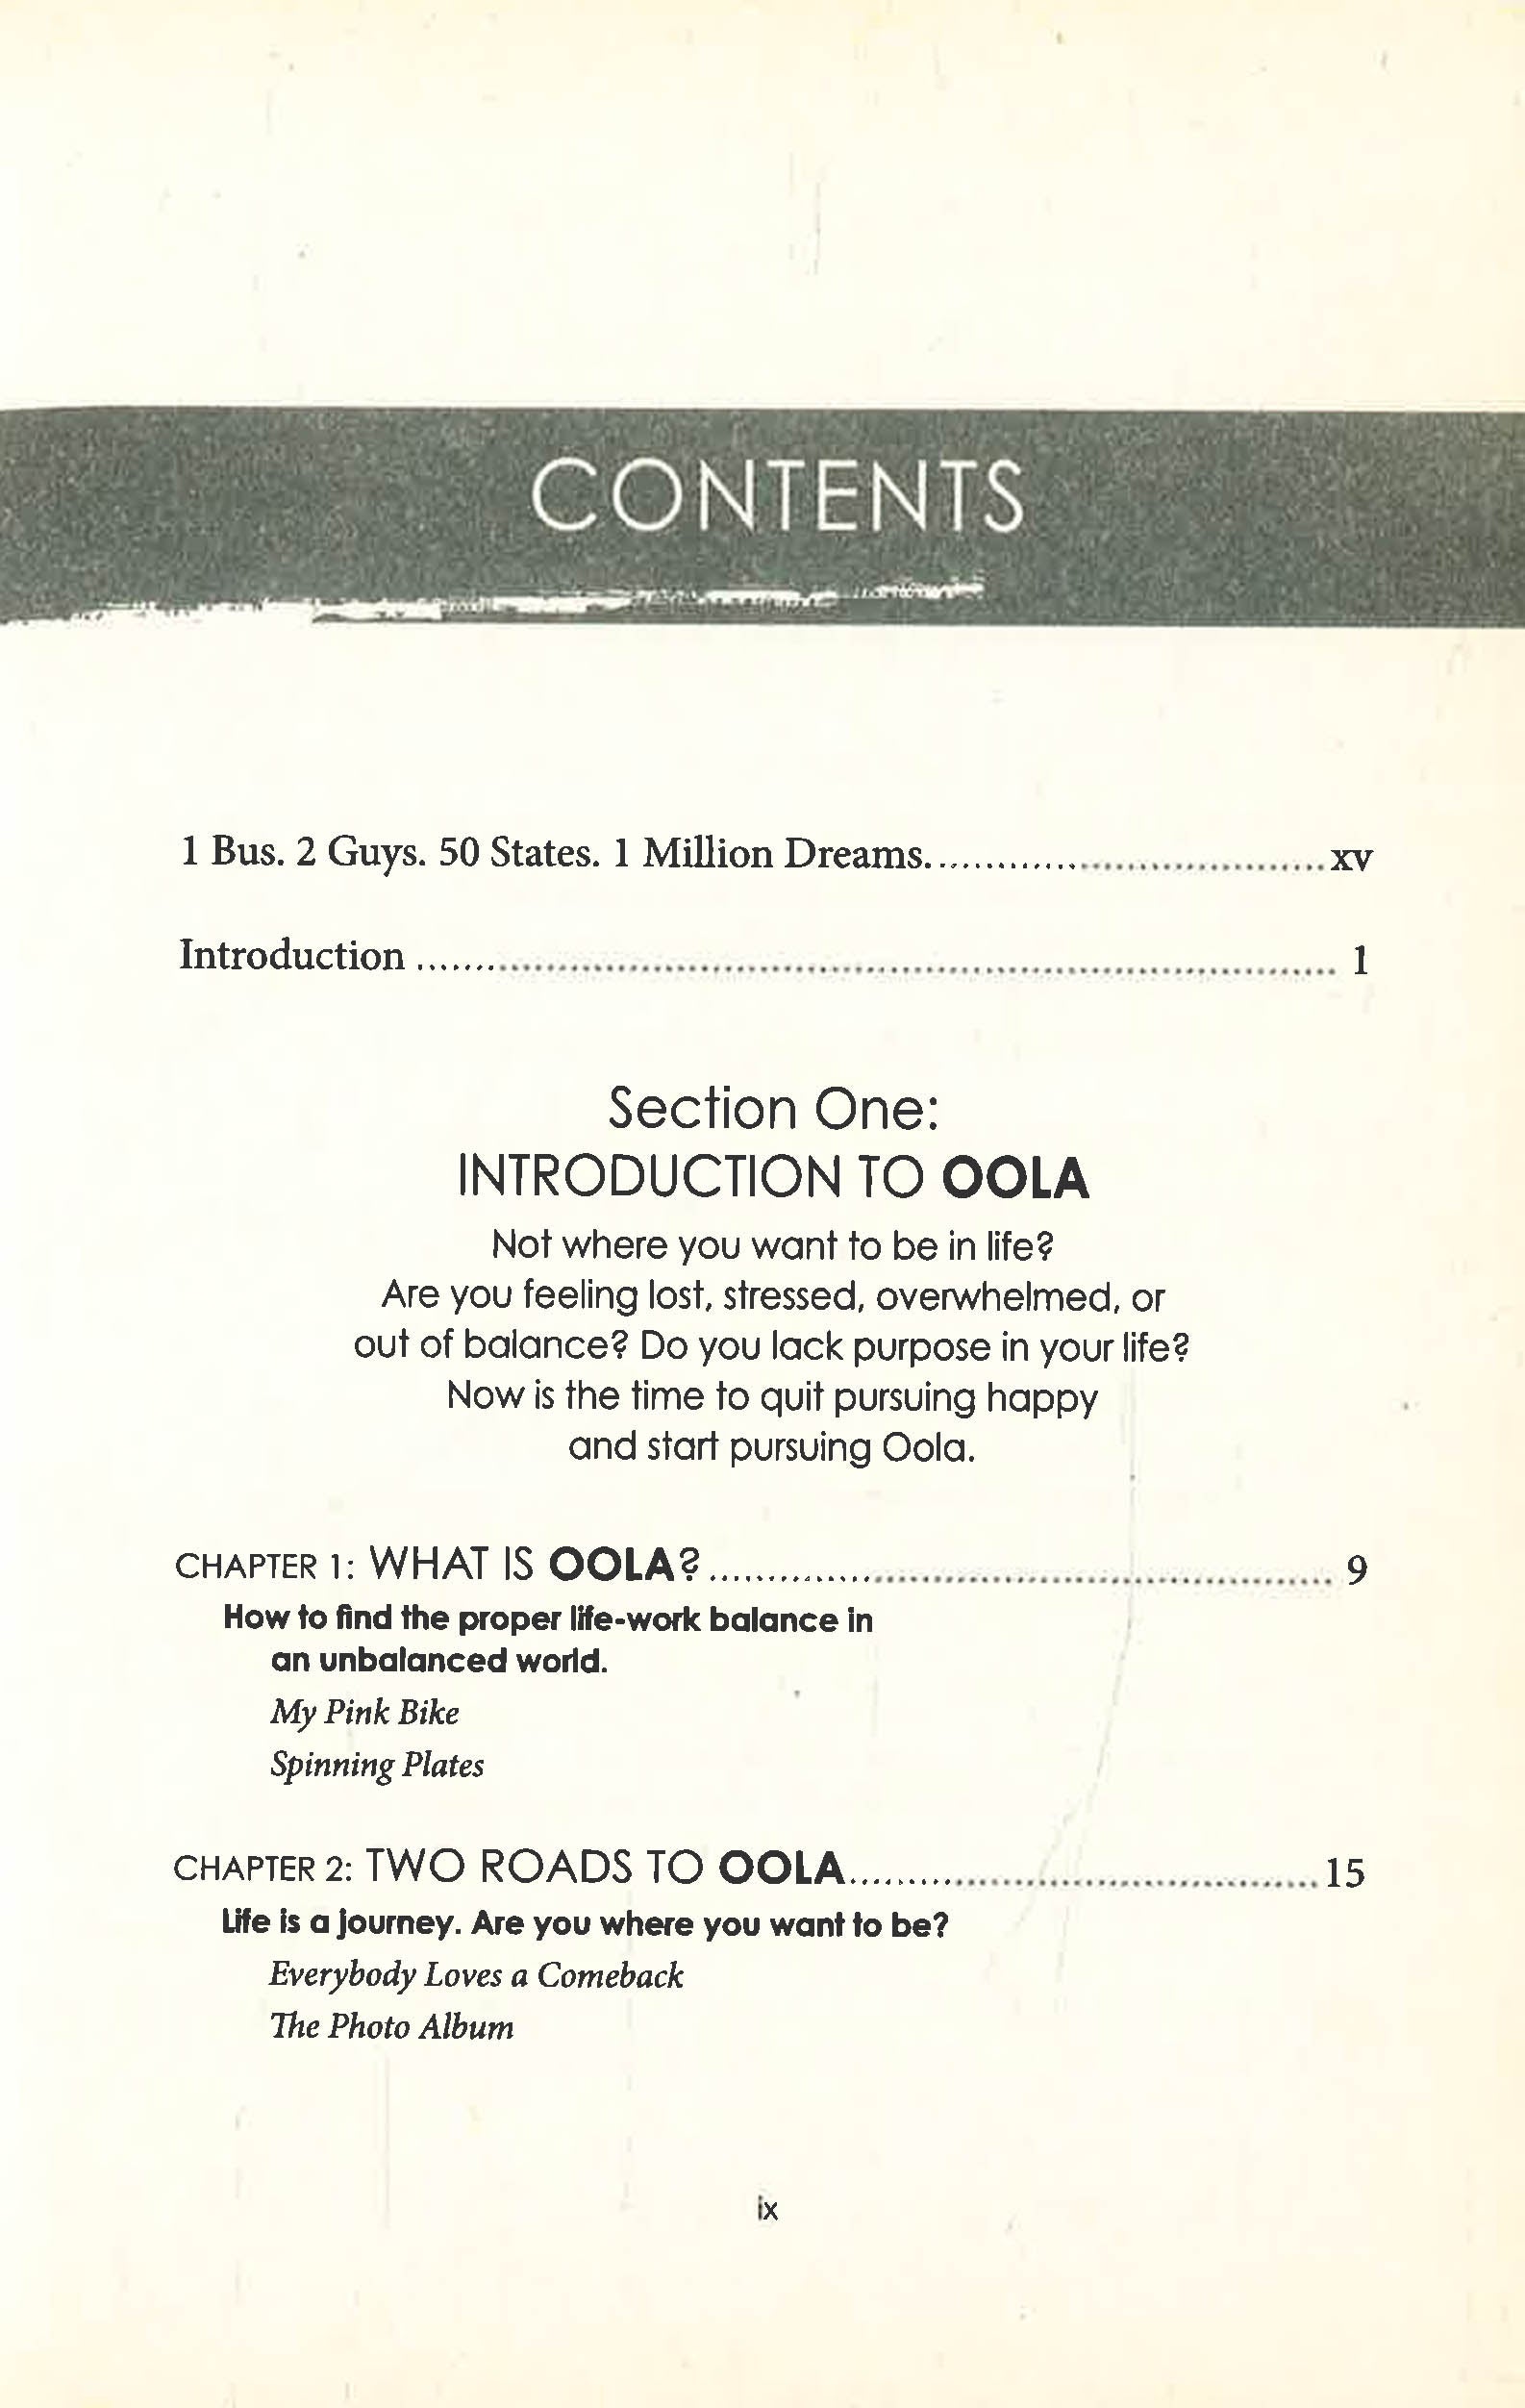 CONTENTS
1 Bus. 2 Guys. 50 States. 1 Million Dreams. xv
Introduction 1
Section One:
INTRODUCTION TO OOLA
Not where you want to be in life?
Are you feeling lost, stressed, overwhelmed, or
out of balance? Do you lack purpose in your life?
Now is the time to quit pursuing happy
and start pursuing Oola.
CHAPTER 1: WHAT IS OOLA? 9
How to find the proper life-work balance in
an unbalanced world.
My Pink Bike
Spinning Plates
CHAPTER 2: TWO ROADS TO OOLA 15
Life is a journey. Are you where you want to be?
Everybody Loves a Comeback
The Photo Album
ix